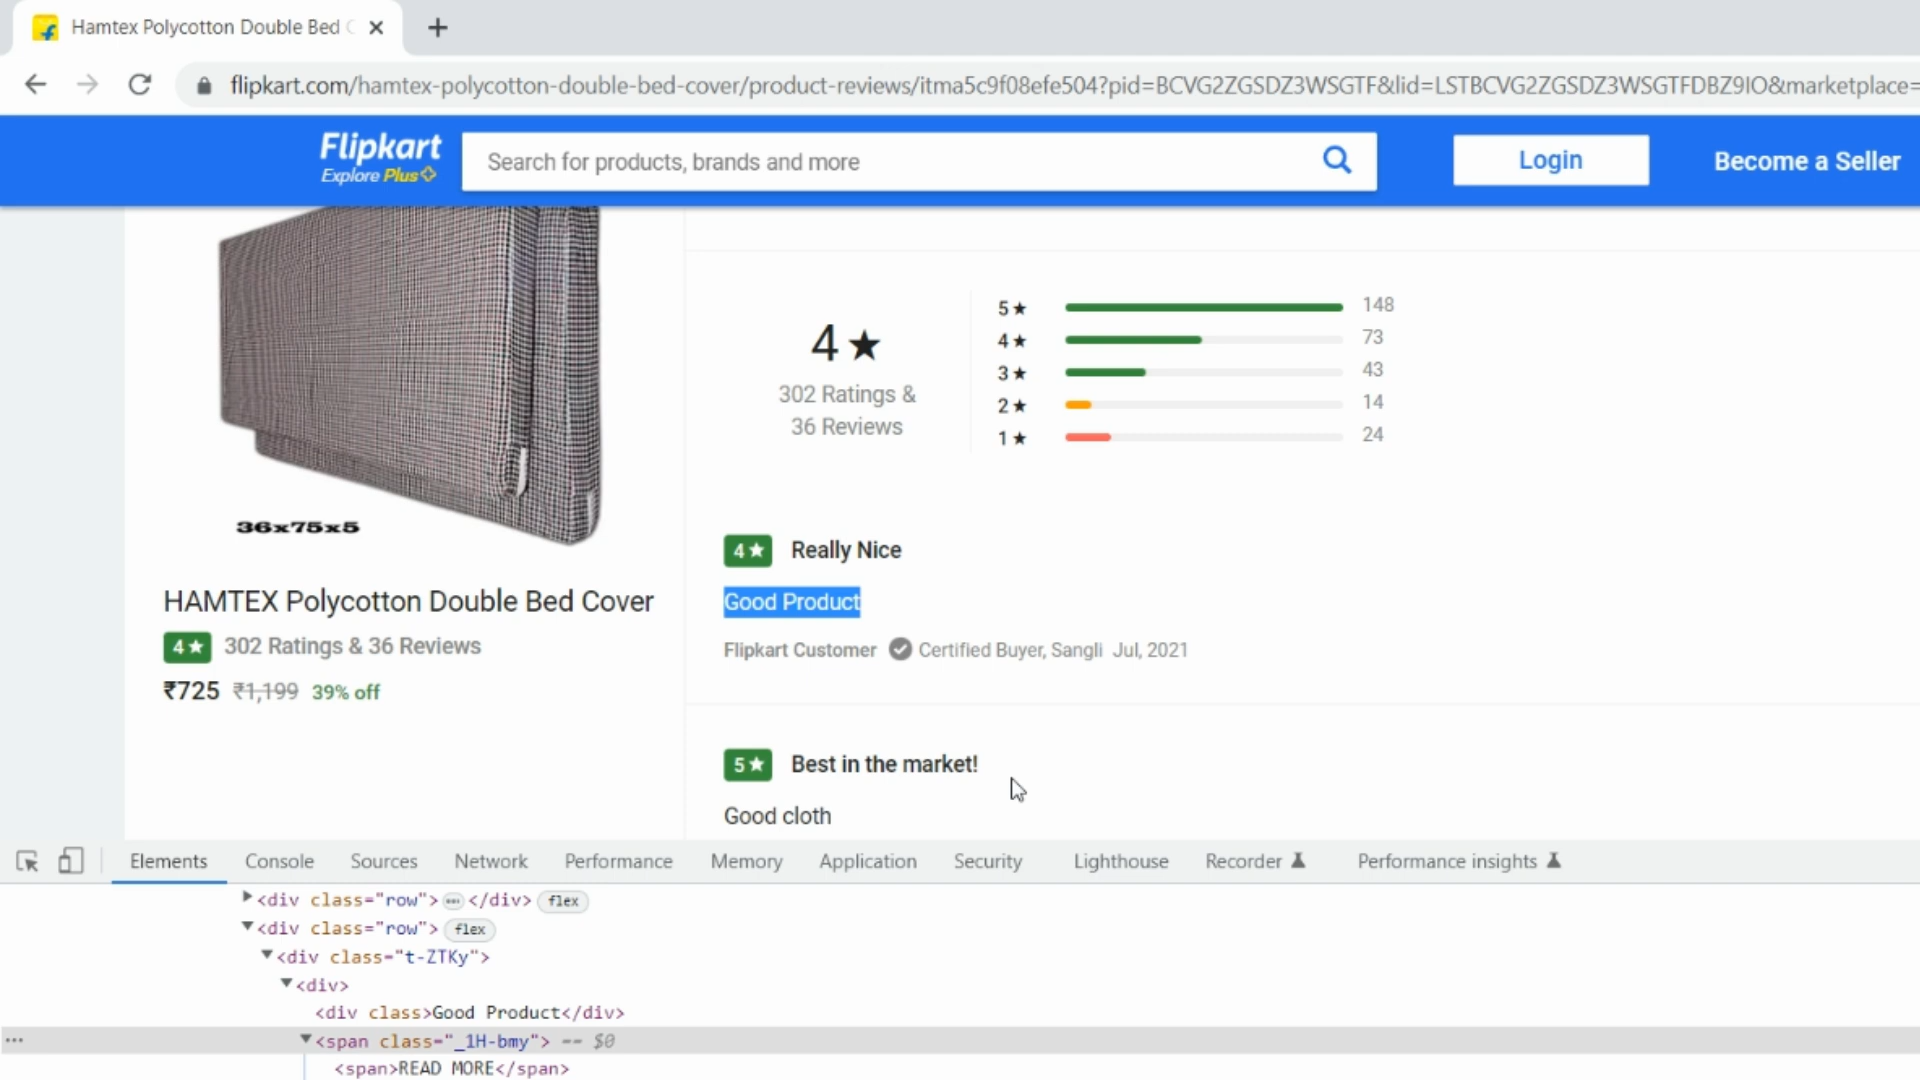 Hamtex Polycotton Double Bed C
flipkart.com/hamtex-polycotton-double-bed-cover/product-reviews/itma5c9f08efe504?pid=BCVG2ZGSDZ3WSGTF&lid=LSTBCVG2ZGSDZ3WSGTFDBZ9IO&marketplace=
Flipkart
Explore Plus
Search for products, brands and more
Login
Become a Seller
36x75x5
HAMTEX Polycotton Double Bed Cover
4★ 302 Ratings & 36 Reviews
₹725 ₹1,199 39% off
4★
302 Ratings &
36 Reviews
5★ 148
4★ 73
3★ 43
2★ 14
1★ 24
4★ Really Nice
Good Product
Flipkart Customer Certified Buyer, Sangli Jul, 2021
5★ Best in the market!
Good cloth
Elements Console Sources Network Performance Memory Application Security Lighthouse Recorder Performance insights
<div class="row">…</div> flex
<div class="row"> flex
<div class="t-ZTKy">
<div>
<div class>Good Product</div>
<span class="_1H-bmy"> == $0
<span>READ MORE</span>